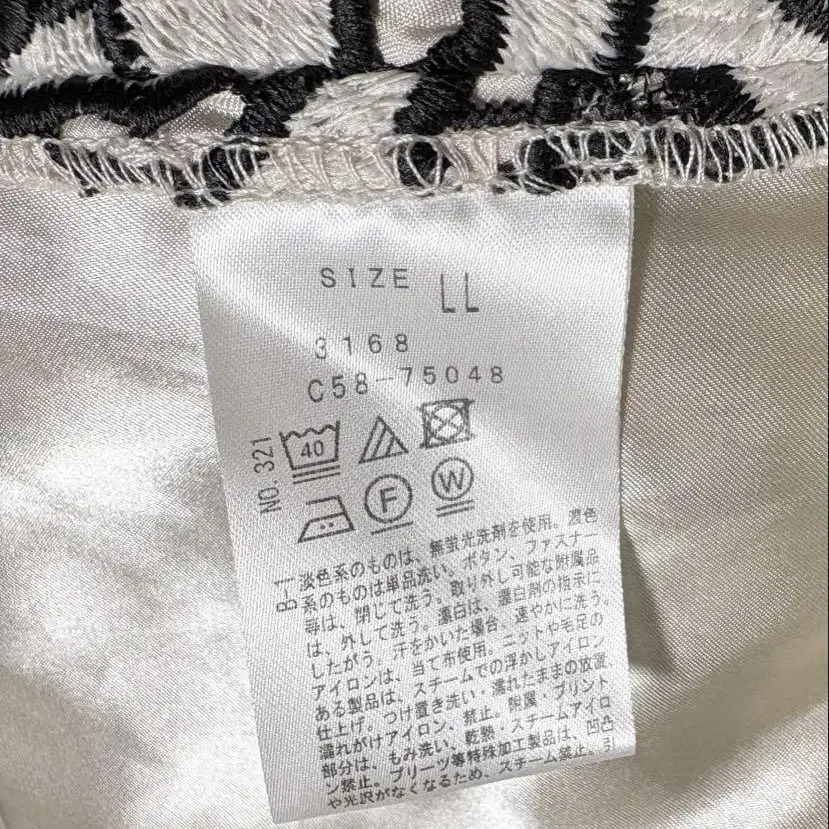 SIZE LL
3168
C58-75048
NO. 321
40
F
W
B-1
淡色系のものは、無蛍光洗剤を使用。濃色
系のものは単品洗い、ボタン、ファスナー
等は、閉じて洗う。取り外し可能な附属品
は、外して洗う。漂白は、漂白剤の指示に
したがう。汗をかいた場合、速やかに洗う。
アイロンは、当て布使用。ニットや毛足の
ある製品は、スチームでの浮かしアイロン
仕上げ。つけ置き洗い・濡れたままの放置、
濡れがけアイロン、禁止。附属・プリント
部分は、もみ洗い、乾熱・スチームアイロ
ン禁止。プリーツ等特殊加工製品は、凹凸
や光沢がなくなるため、スチーム禁止。引